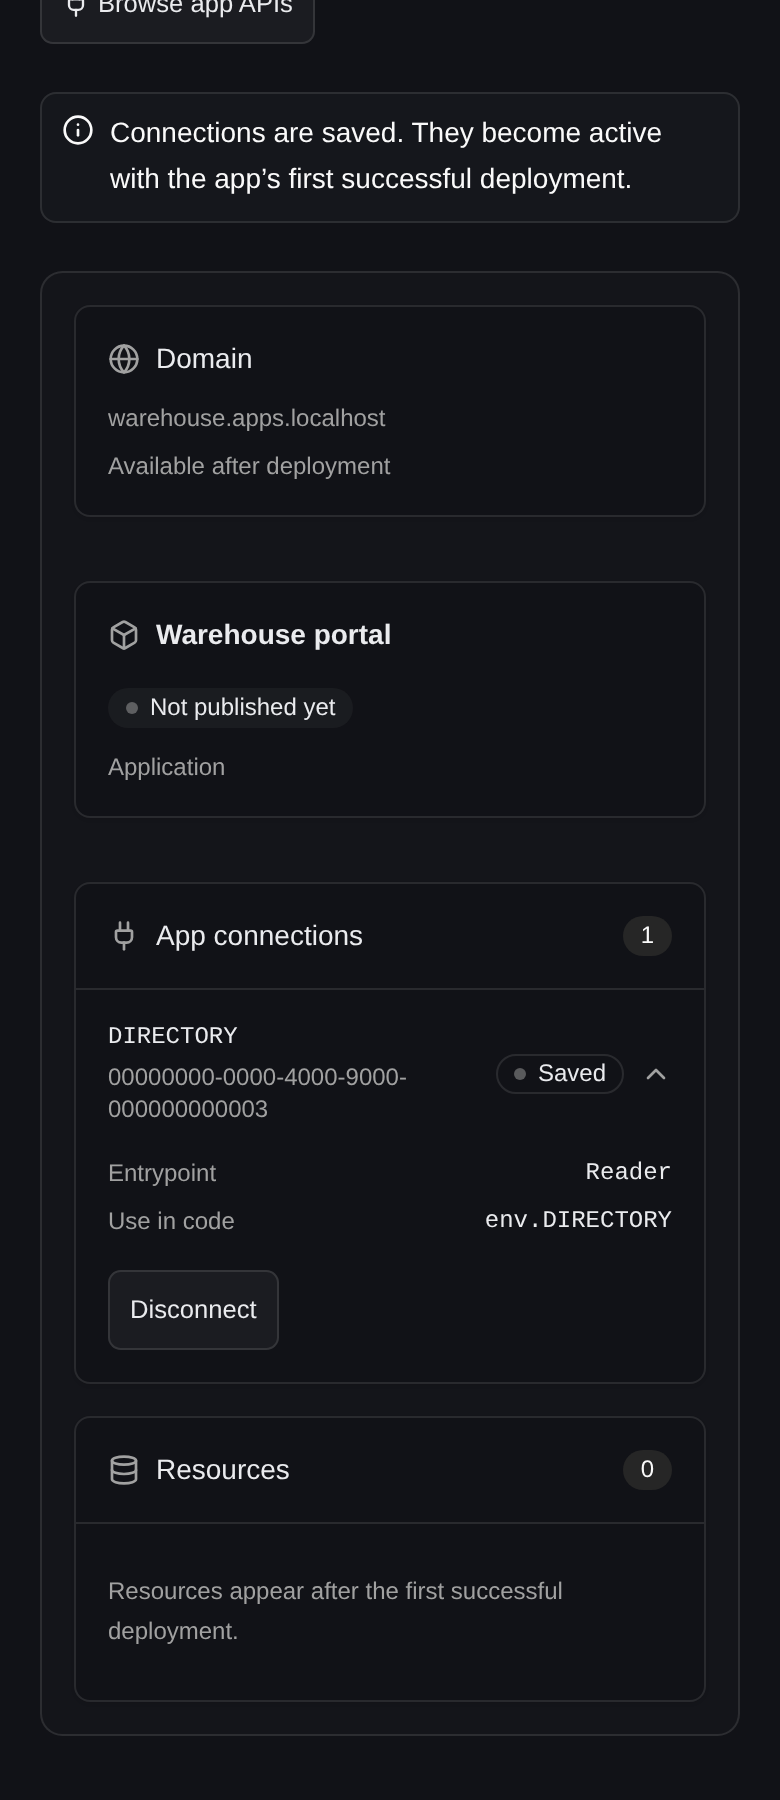 Browse app APIs
Connections are saved. They become active
with the app’s first successful deployment.
Domain
warehouse.apps.localhost
Available after deployment
Warehouse portal
Not published yet
Application
App connections
1
DIRECTORY
00000000-0000-4000-9000-
000000000003
Saved
Entrypoint
Reader
Use in code
env.DIRECTORY
Disconnect
Resources
0
Resources appear after the first successful
deployment.